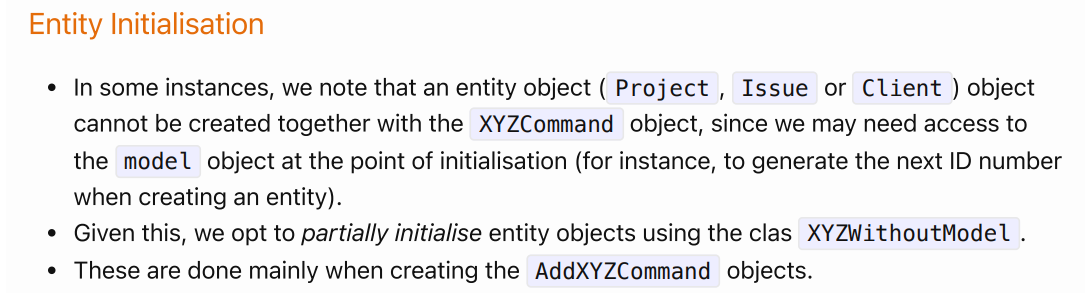 Entity Initialisation
• In some instances, we note that an entity object ( Project , Issue or Client ) object
cannot be created together with the XYZCommand object, since we may need access to
the model object at the point of initialisation (for instance, to generate the next ID number
when creating an entity).
• Given this, we opt to partially initialise entity objects using the clas XYZWithoutModel .
• These are done mainly when creating the AddXYZCommand objects.